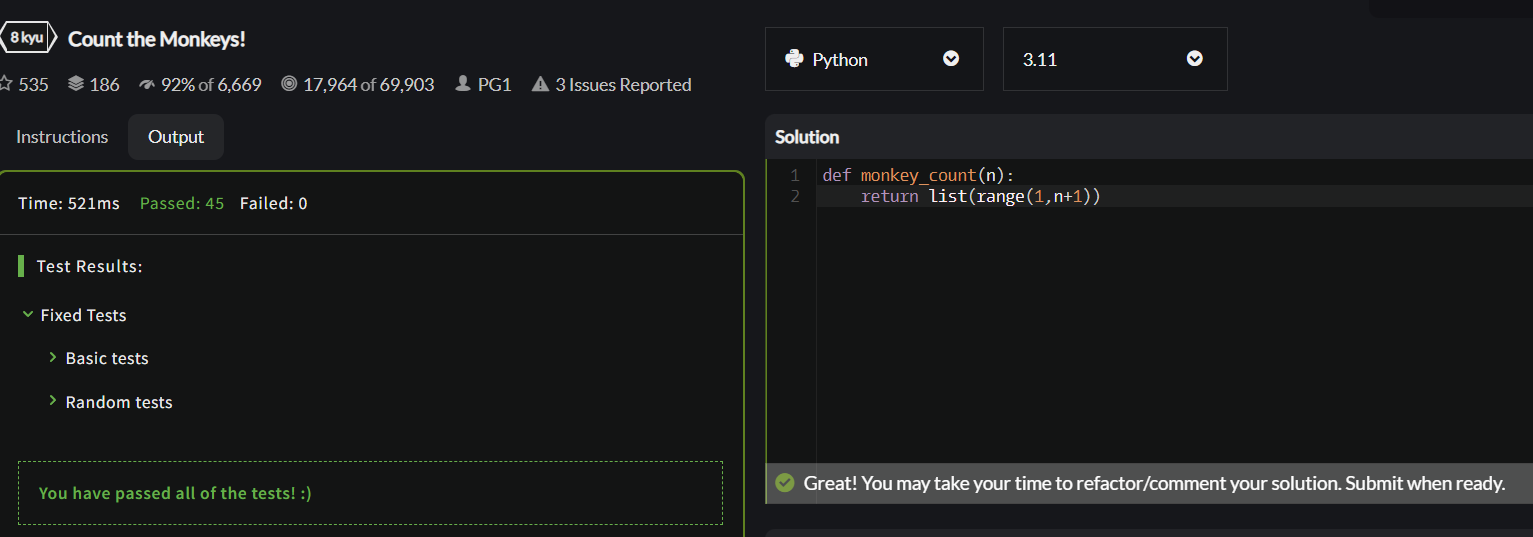 8 kyu Count the Monkeys!
535 186 92% of 6,669 17,964 of 69,903 PG1 3 Issues Reported
Instructions Output
Time: 521ms Passed: 45 Failed: 0
Test Results:
Fixed Tests
Basic tests
Random tests
You have passed all of the tests! :)
Python 3.11
Solution
1 def monkey_count(n):
2 return list(range(1,n+1))
Great! You may take your time to refactor/comment your solution. Submit when ready.